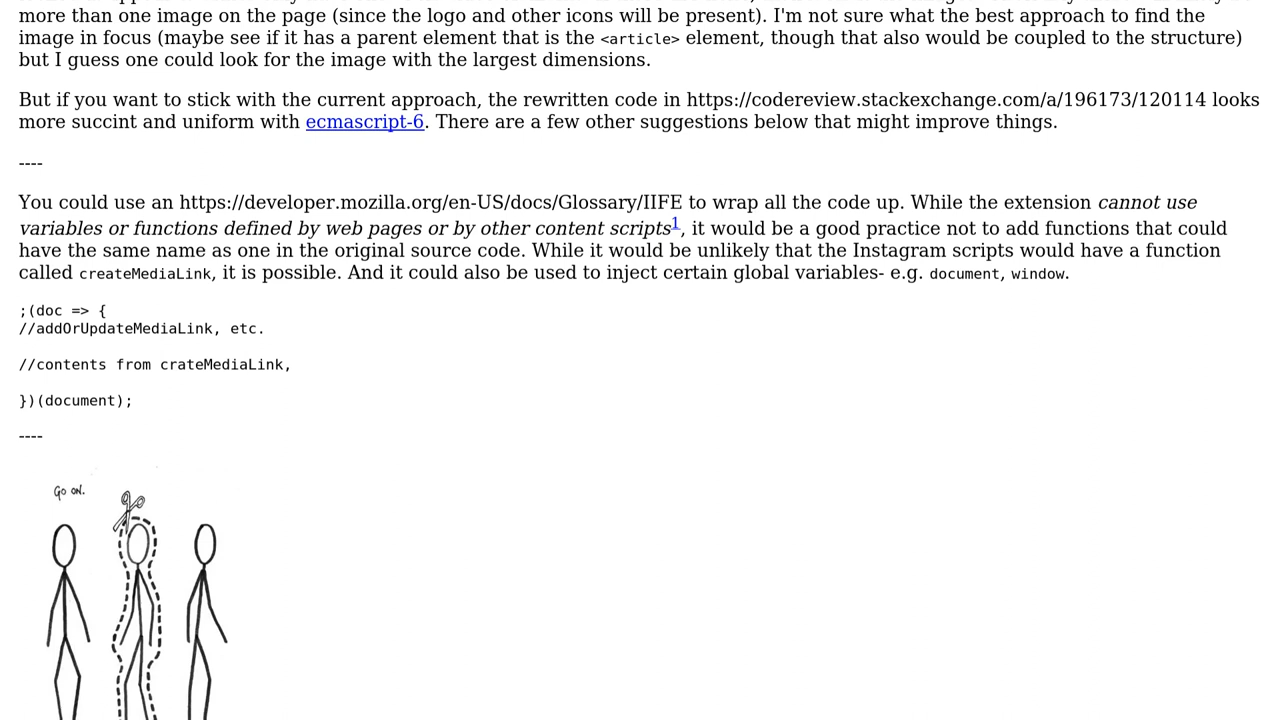 more than one image on the page (since the logo and other icons will be present). I'm not sure what the best approach to find the
image in focus (maybe see if it has a parent element that is the <article> element, though that also would be coupled to the structure)
but I guess one could look for the image with the largest dimensions.
But if you want to stick with the current approach, the rewritten code in https://codereview.stackexchange.com/a/196173/120114 looks
more succint and uniform with ecmascript-6. There are a few other suggestions below that might improve things.
----
You could use an https://developer.mozilla.org/en-US/docs/Glossary/IIFE to wrap all the code up. While the extension cannot use
variables or functions defined by web pages or by other content scripts1, it would be a good practice not to add functions that could
have the same name as one in the original source code. While it would be unlikely that the Instagram scripts would have a function
called createMediaLink, it is possible. And it could also be used to inject certain global variables- e.g. document, window.
;(doc => {
//addOrUpdateMediaLink, etc.
//contents from crateMediaLink,
})(document);
----
Go on.